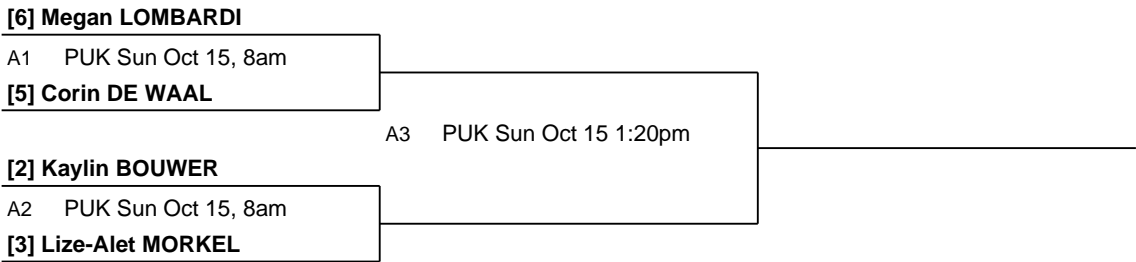 [6] Megan LOMBARDI
A1 PUK Sun Oct 15, 8am
[5] Corin DE WAAL
A3 PUK Sun Oct 15 1:20pm
[2] Kaylin BOUWER
A2 PUK Sun Oct 15, 8am
[3] Lize-Alet MORKEL